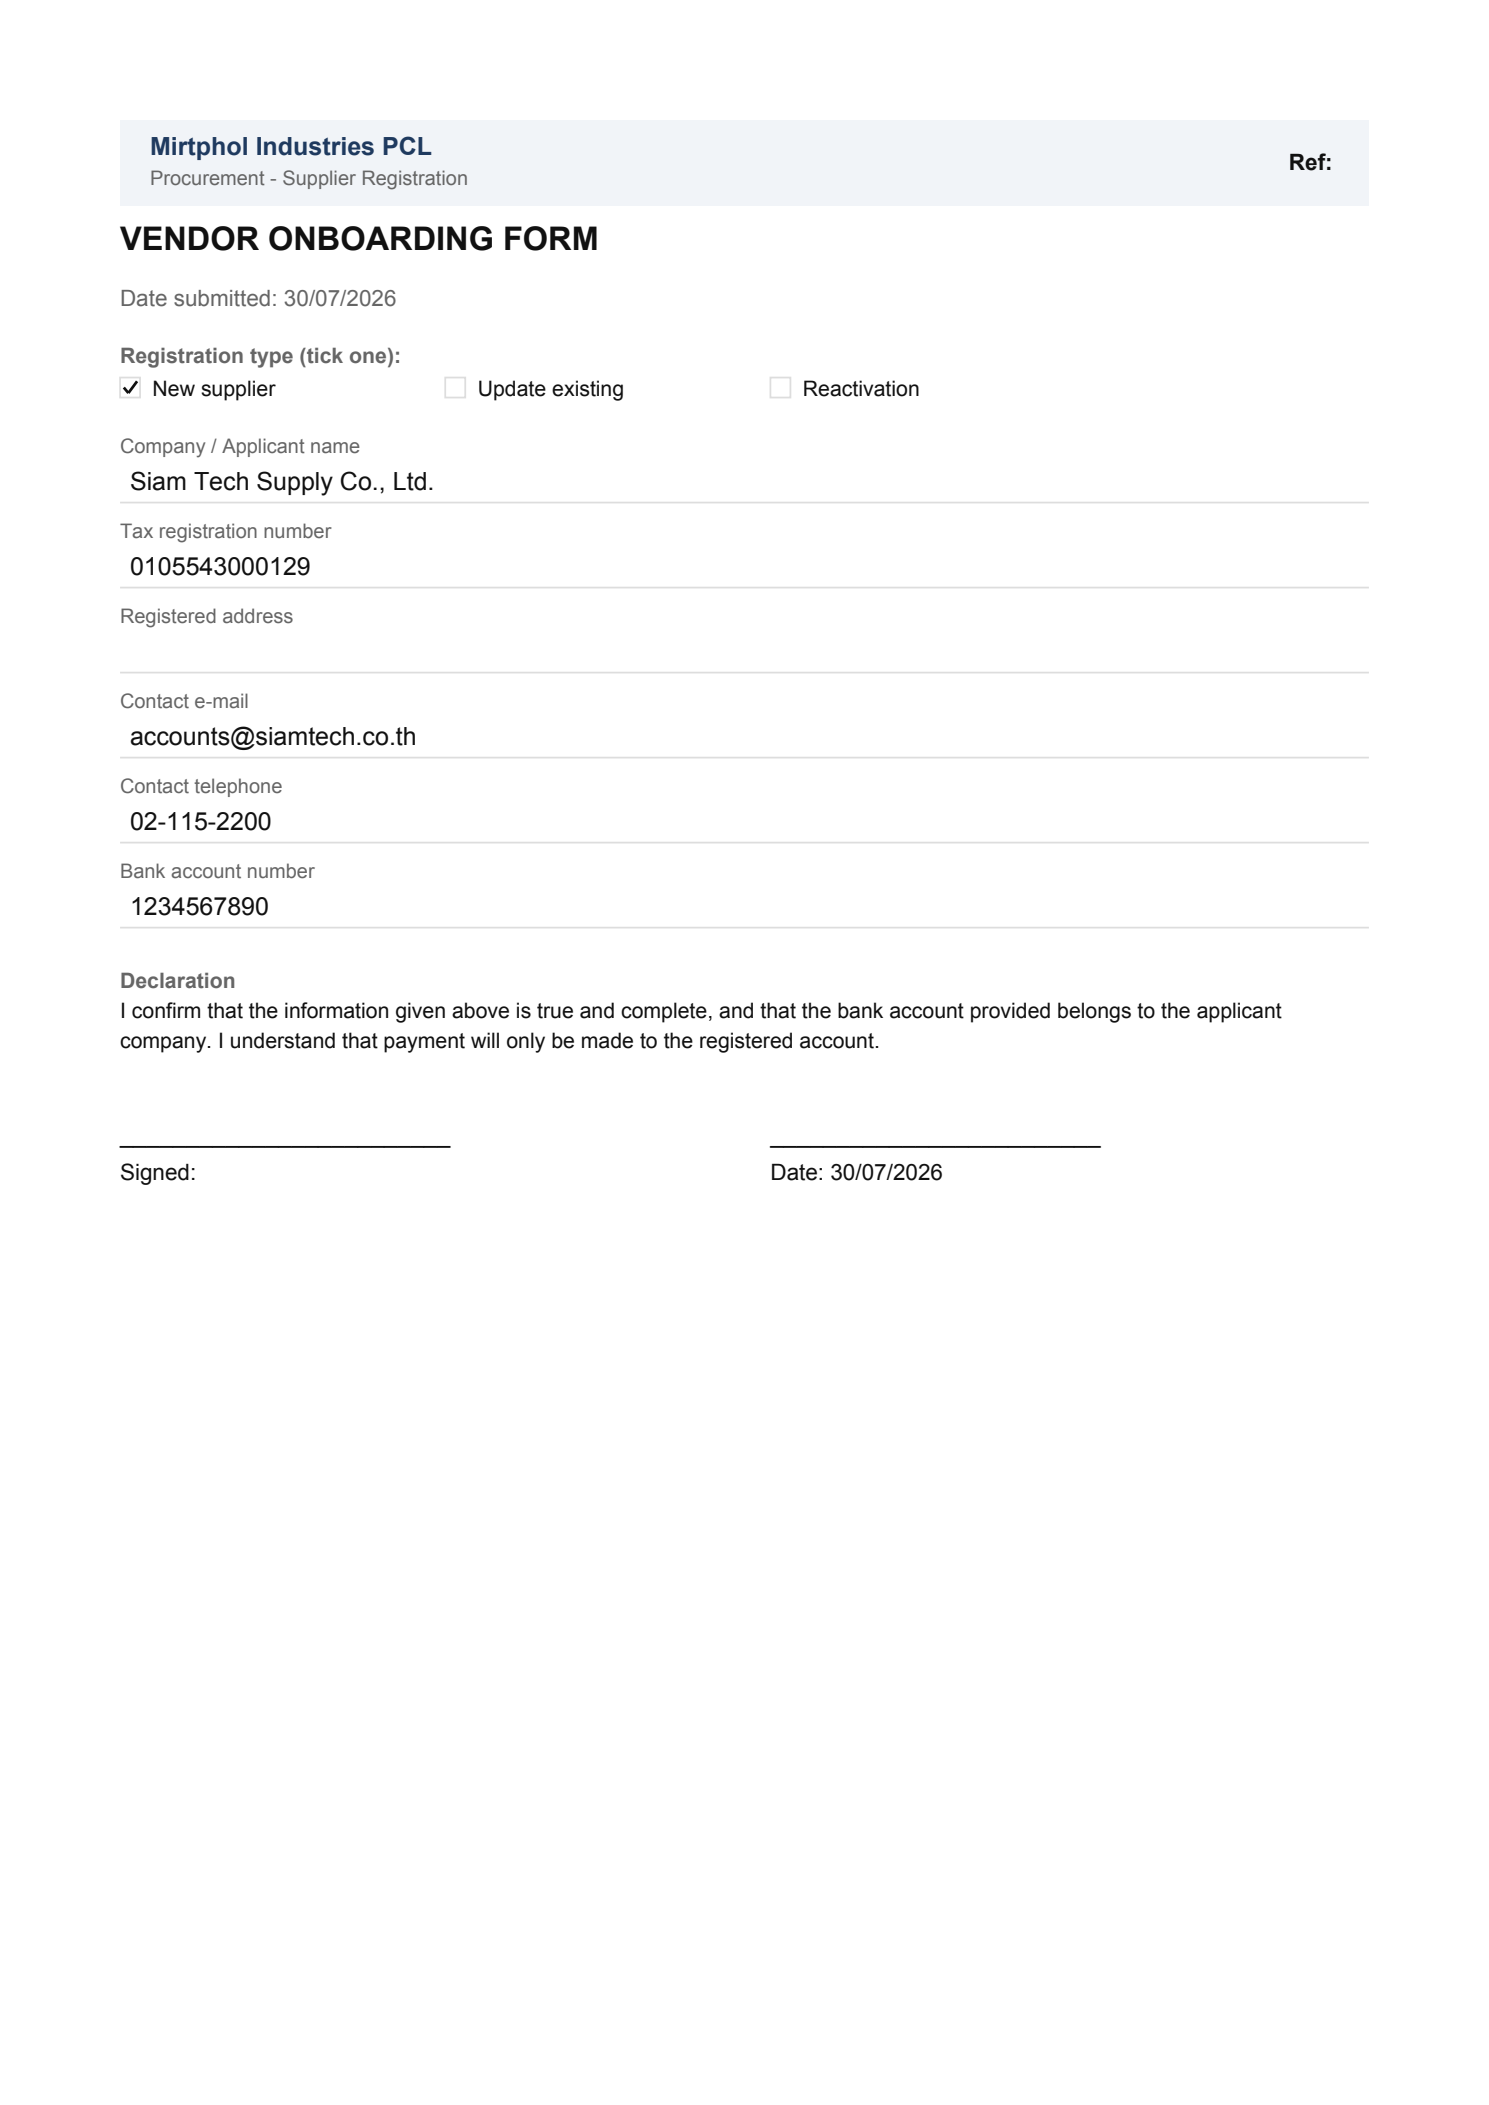 Mirtphol Industries PCL
Procurement - Supplier Registration
Ref:
VENDOR ONBOARDING FORM
Date submitted: 30/07/2026
Registration type (tick one):
New supplier Update existing Reactivation
Company / Applicant name
Siam Tech Supply Co., Ltd.
Tax registration number
0105543000129
Registered address
Contact e-mail
accounts@siamtech.co.th
Contact telephone
02-115-2200
Bank account number
1234567890
Declaration
I confirm that the information given above is true and complete, and that the bank account provided belongs to the applicant
company. I understand that payment will only be made to the registered account.
Signed: Date: 30/07/2026